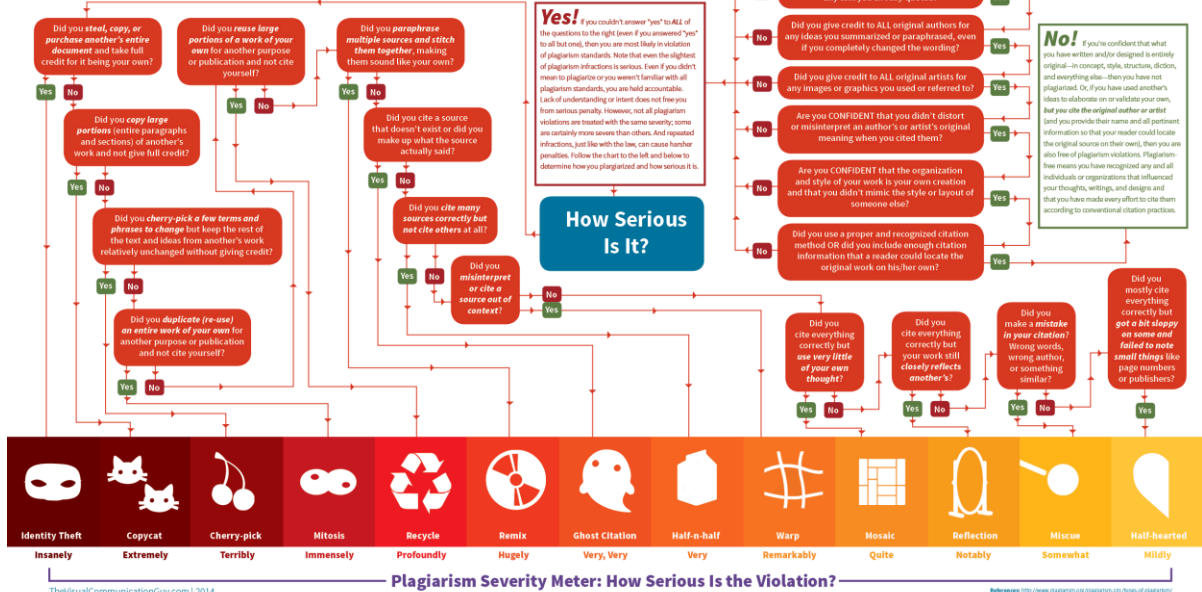 Did you steal, copy, or
purchase another's entire
document and take full
credit for it being your own?
Yes
No
Did you copy large
portions (entire paragraphs
and sections) of another's
work and not give full credit?
Yes
No
Did you cherry-pick a few terms and
phrases to change but keep the rest of
the text and ideas from another's work
relatively unchanged without giving credit?
Yes
No
Did you duplicate (re-use)
an entire work of your own for
another purpose or publication
and not cite yourself?
Yes
No
Did you reuse large
portions of a work of your
own for another purpose
or publication and not cite
yourself?
Yes
No
Did you paraphrase
multiple sources and stitch
them together, making
them sound like your own?
Yes
No
Did you cite a source
that doesn't exist or did you
make up what the source
actually said?
Yes
No
Did you cite many
sources correctly but
not cite others at all?
Yes
No
Did you
misinterpret
or cite a
source out of
context?
No
Yes
Yes! If you couldn't answer "yes" to ALL of
the questions to the right (even if you answered "yes"
to all but one), then you are most likely in violation
of plagiarism standards. Note that even the slightest
of plagiarism infractions is serious. Even if you didn't
mean to plagiarize or you weren't familiar with all
plagiarism standards, you are held accountable.
Lack of understanding or intent does not free you
from serious penalty. However, not all plagiarism
violations are treated with the same severity; some
are certainly more severe than others. And repeated
infractions, just like with the law, can cause harsher
penalties. Follow the chart to the left and below to
determine how you plargiarized and how serious it is.
How Serious
Is It?
No
Did you give credit to ALL original authors for
any ideas you summarized or paraphrased, even
if you completely changed the wording?
Yes
No
Did you give credit to ALL original artists for
any images or graphics you used or referred to?
Yes
No
Are you CONFIDENT that you didn't distort
or misinterpret an author's or artist's original
meaning when you cited them?
Yes
No
Are you CONFIDENT that the organization
and style of your work is your own creation
and that you didn't mimic the style or layout of
someone else?
Yes
No
Did you use a proper and recognized citation
method OR did you include enough citation
information that a reader could locate the
original work on his/her own?
Yes
No! If you're confident that what
you have written and/or designed is entirely
original—in concept, style, structure, diction,
and everything else—then you have not
plagiarized. Or, if you have used another's
ideas to elaborate on or validate your own,
but you cite the original author or artist
(and you provide their name and all pertinent
information so that your reader could locate
the original source on their own), then you are
also free of plagiarism violations. Plagiarism-
free means you have recognized any and all
individuals or organizations that influenced
your thoughts, writings, and designs and
that you have made every effort to cite them
according to conventional citation practices.
Did you
cite everything
correctly but
use very little
of your own
thought?
Yes
No
Did you
cite everything
correctly but
your work still
closely reflects
another's?
Yes
No
Did you
make a mistake
in your citation?
Wrong words,
wrong author,
or something
similar?
Yes
No
Did you
mostly cite
everything
correctly but
got a bit sloppy
on some and
failed to note
small things like
page numbers
or publishers?
Yes
Identity Theft
Copycat
Cherry-pick
Mitosis
Recycle
Remix
Ghost Citation
Half-n-half
Warp
Mosaic
Reflection
Miscue
Half-hearted
Insanely
Extremely
Terribly
Immensely
Profoundly
Hugely
Very, Very
Very
Remarkably
Quite
Notably
Somewhat
Mildly
Plagiarism Severity Meter: How Serious Is the Violation?
TheVisualCommunicationGuy.com | 2014
References: http://www.plagiarism.org/plagiarism-101/types-of-plagiarism/